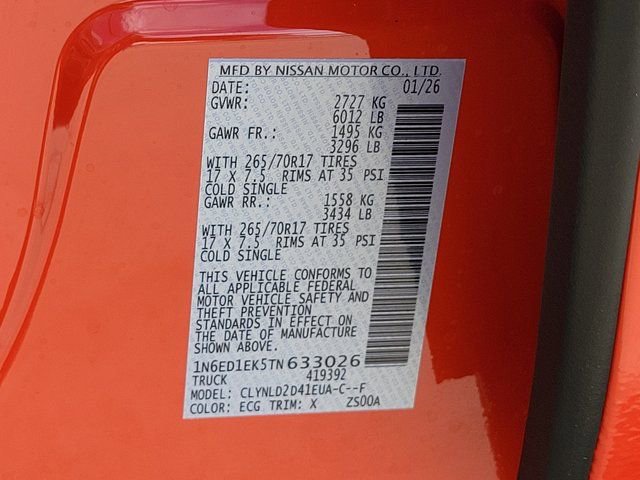 MFD BY NISSAN MOTOR CO., LTD.
DATE: 01/26
GVWR: 2727 KG
6012 LB
GAWR FR.: 1495 KG
3296 LB
WITH 265/70R17 TIRES
17 X 7.5 RIMS AT 35 PSI
COLD SINGLE
GAWR RR.: 1558 KG
3434 LB
WITH 265/70R17 TIRES
17 X 7.5 RIMS AT 35 PSI
COLD SINGLE
THIS VEHICLE CONFORMS TO
ALL APPLICABLE FEDERAL
MOTOR VEHICLE SAFETY AND
THEFT PREVENTION
STANDARDS IN EFFECT ON
THE DATE OF MANUFACTURE
SHOWN ABOVE.
1N6ED1EK5TN633026
TRUCK 419392
MODEL: CLYNLD2D41EUA-C--F
COLOR: ECG TRIM: X ZS00A